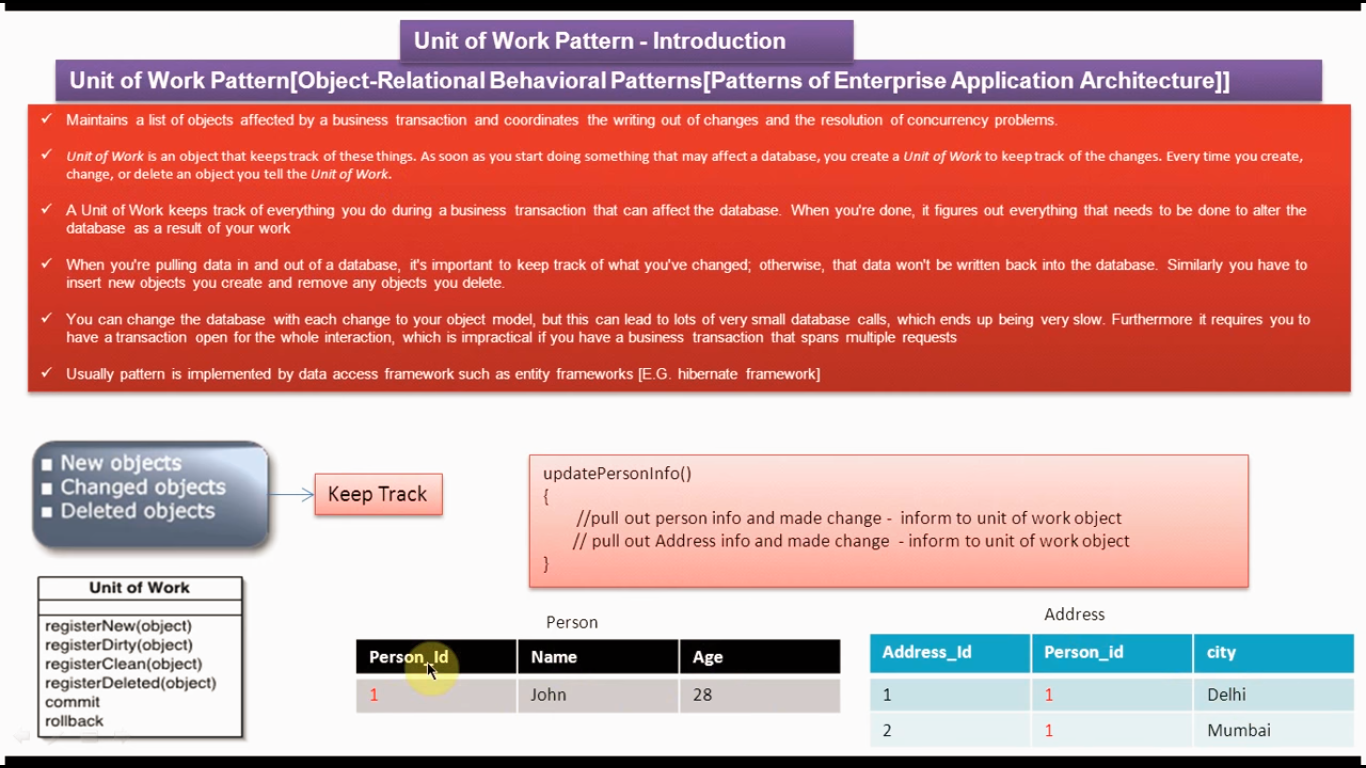 Unit of Work Pattern - Introduction
Unit of Work Pattern[Object-Relational Behavioral Patterns[Patterns of Enterprise Application Architecture]]
✓ Maintains a list of objects affected by a business transaction and coordinates the writing out of changes and the resolution of concurrency problems.
✓ Unit of Work is an object that keeps track of these things. As soon as you start doing something that may affect a database, you create a Unit of Work to keep track of the changes. Every time you create,
change, or delete an object you tell the Unit of Work.
✓ A Unit of Work keeps track of everything you do during a business transaction that can affect the database. When you're done, it figures out everything that needs to be done to alter the
database as a result of your work
✓ When you're pulling data in and out of a database, it's important to keep track of what you've changed; otherwise, that data won't be written back into the database. Similarly you have to
insert new objects you create and remove any objects you delete.
✓ You can change the database with each change to your object model, but this can lead to lots of very small database calls, which ends up being very slow. Furthermore it requires you to
have a transaction open for the whole interaction, which is impractical if you have a business transaction that spans multiple requests
✓ Usually pattern is implemented by data access framework such as entity frameworks [E.G. hibernate framework]
■ New objects
■ Changed objects
■ Deleted objects
Keep Track
updatePersonInfo()
{
//pull out person info and made change - inform to unit of work object
// pull out Address info and made change - inform to unit of work object
}
Unit of Work
registerNew(object)
registerDirty(object)
registerClean(object)
registerDeleted(object)
commit
rollback
Person
Person_Id Name Age
1 John 28
Address
Address_Id Person_id city
1 1 Delhi
2 1 Mumbai